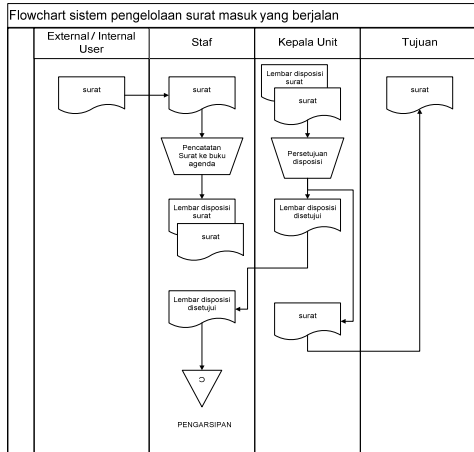 Flowchart sistem pengelolaan surat masuk yang berjalan
External / Internal
User
Staf
Kepala Unit
Tujuan
surat
surat
Lembar disposisi
surat
surat
surat
Pencatatan
Surat ke buku
agenda
Persetujuan
disposisi
Lembar disposisi
surat
surat
Lembar disposisi
disetujui
Lembar disposisi
disetujui
surat
C
PENGARSIPAN